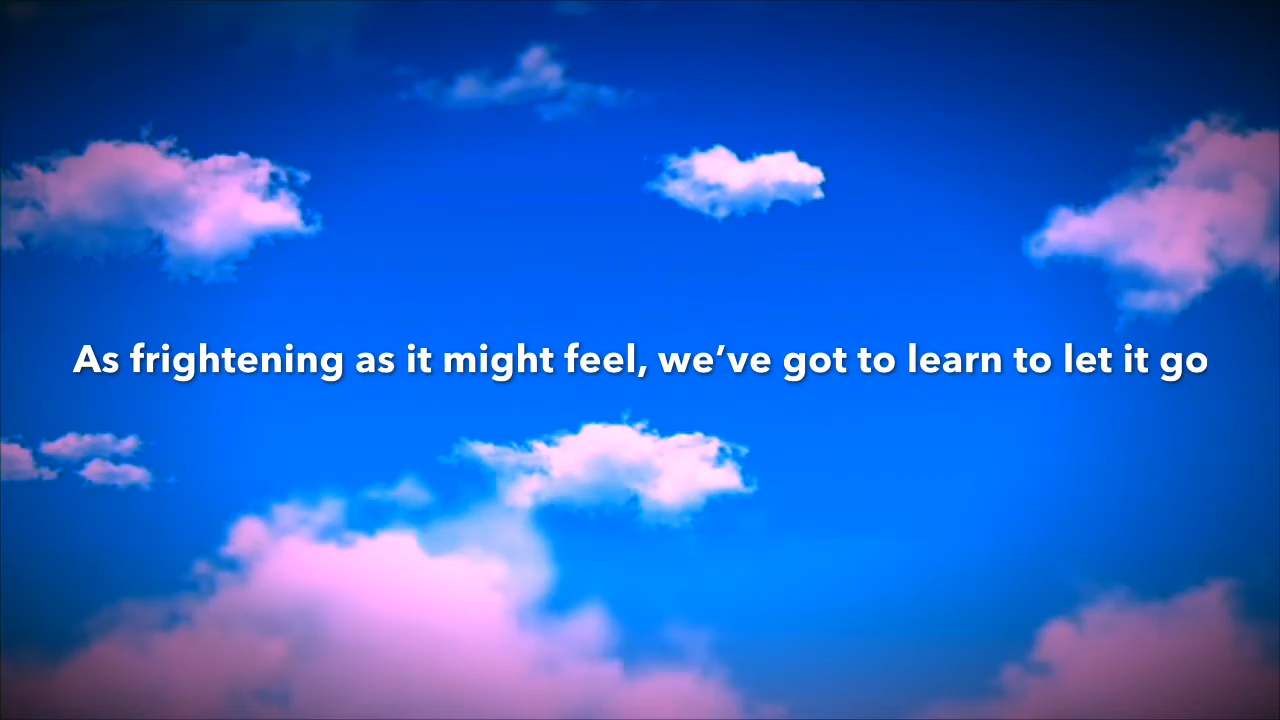 As frightening as it might feel, we’ve got to learn to let it go